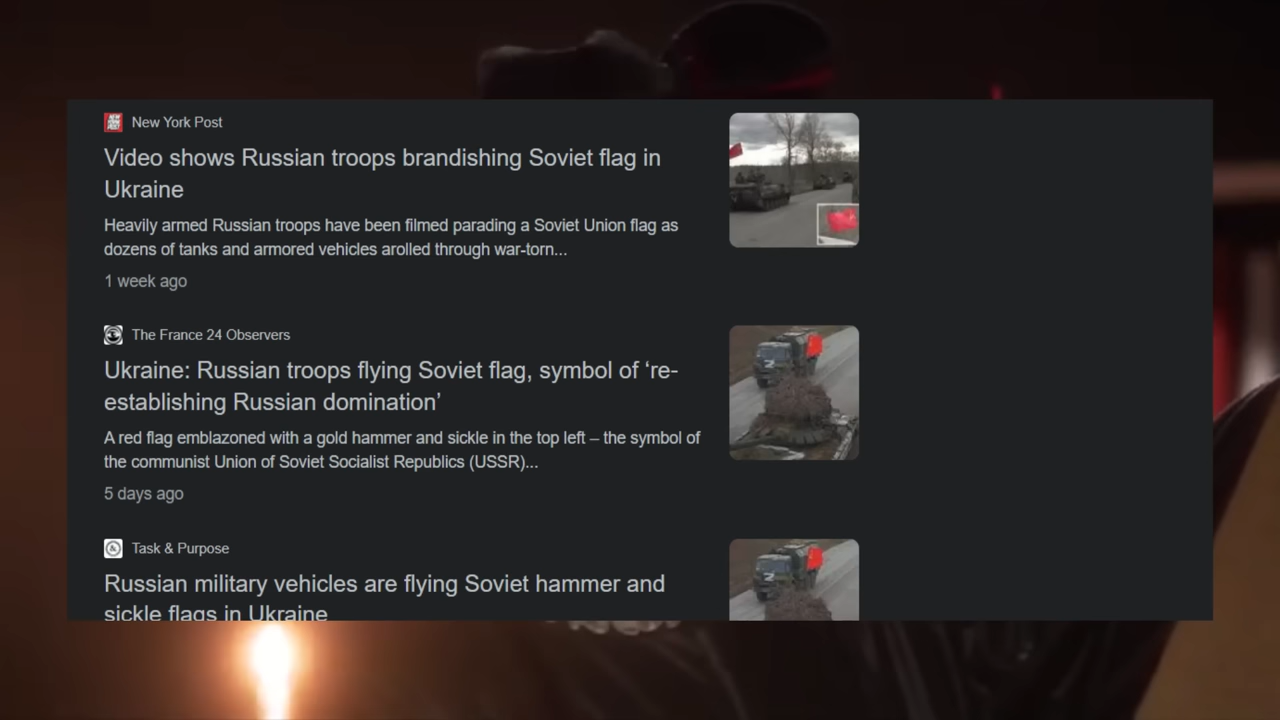 New York Post
Video shows Russian troops brandishing Soviet flag in
Ukraine
Heavily armed Russian troops have been filmed parading a Soviet Union flag as
dozens of tanks and armored vehicles arolled through war-torn...
1 week ago
The France 24 Observers
Ukraine: Russian troops flying Soviet flag, symbol of ‘re-
establishing Russian domination’
A red flag emblazoned with a gold hammer and sickle in the top left – the symbol of
the communist Union of Soviet Socialist Republics (USSR)...
5 days ago
Task & Purpose
Russian military vehicles are flying Soviet hammer and
sickle flags in Ukraine